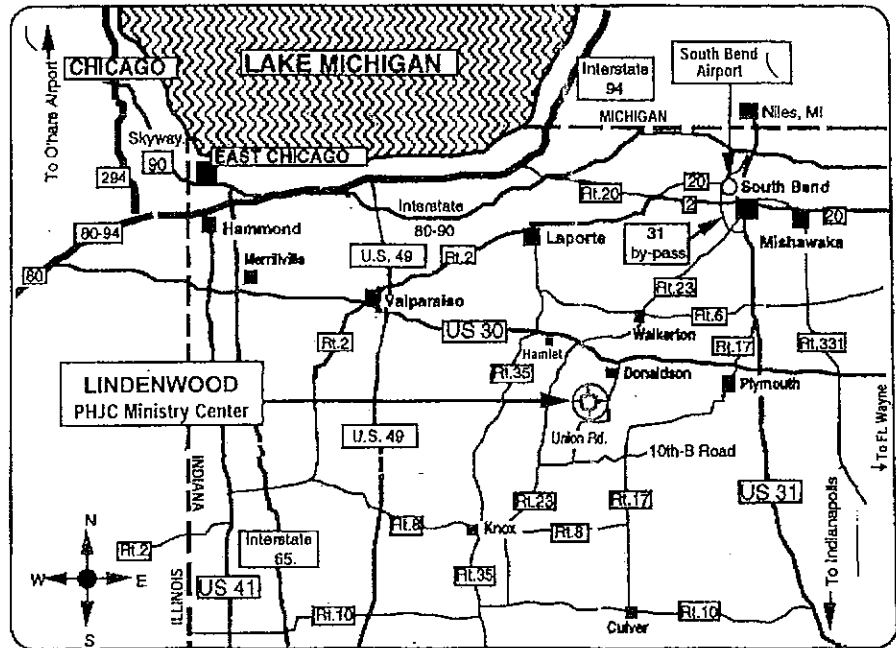 To O'hare Airport
CHICAGO
LAKE MICHIGAN
Interstate
94
South Bend
Airport
Niles, MI
MICHIGAN
Skyway
90
EAST CHICAGO
294
Interstate
80-90
Rt.20
20
2
South Bend
20
Mishawaka
31
by-pass
80-94
Hammond
Merrillville
U.S. 49
Rt.2
Laporte
80
Valparaiso
Rt.23
Rt.6
Walkerton
US 30
Rt.2
Hamlet
Rt.17
Rt.331
Rt.35
Donaldson
Plymouth
LINDENWOOD
PHJC Ministry Center
Union Rd.
To Ft. Wayne
U.S. 49
10th-B Road
INDIANA
ILLINOIS
Rt.23
Rt.17
US 31
Rt.8
Knox
Rt.8
Rt.2
Interstate
65.
Rt.35
To Indianapolis
N
W
E
S
US 41
Rt.10
Culver
Rt.10